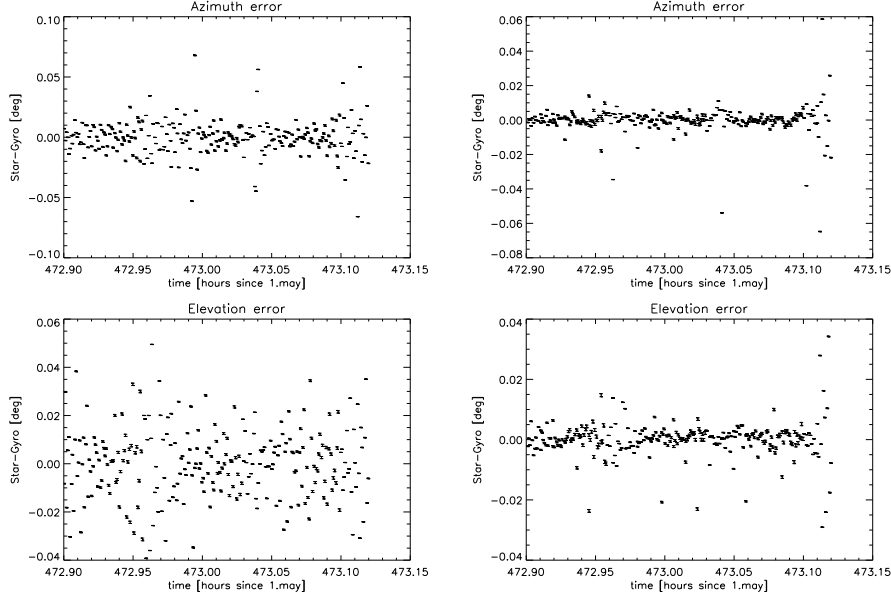 Azimuth error
0.10
0.05
0.00
−0.05
−0.10
Star−Gyro [deg]
472.90 472.95 473.00 473.05 473.10 473.15
time [hours since 1.may]
Azimuth error
0.06
0.04
0.02
0.00
−0.02
−0.04
−0.06
−0.08
Star−Gyro [deg]
472.90 472.95 473.00 473.05 473.10 473.15
time [hours since 1.may]
Elevation error
0.06
0.04
0.02
0.00
−0.02
−0.04
Star−Gyro [deg]
472.90 472.95 473.00 473.05 473.10 473.15
time [hours since 1.may]
Elevation error
0.04
0.02
0.00
−0.02
−0.04
Star−Gyro [deg]
472.90 472.95 473.00 473.05 473.10 473.15
time [hours since 1.may]